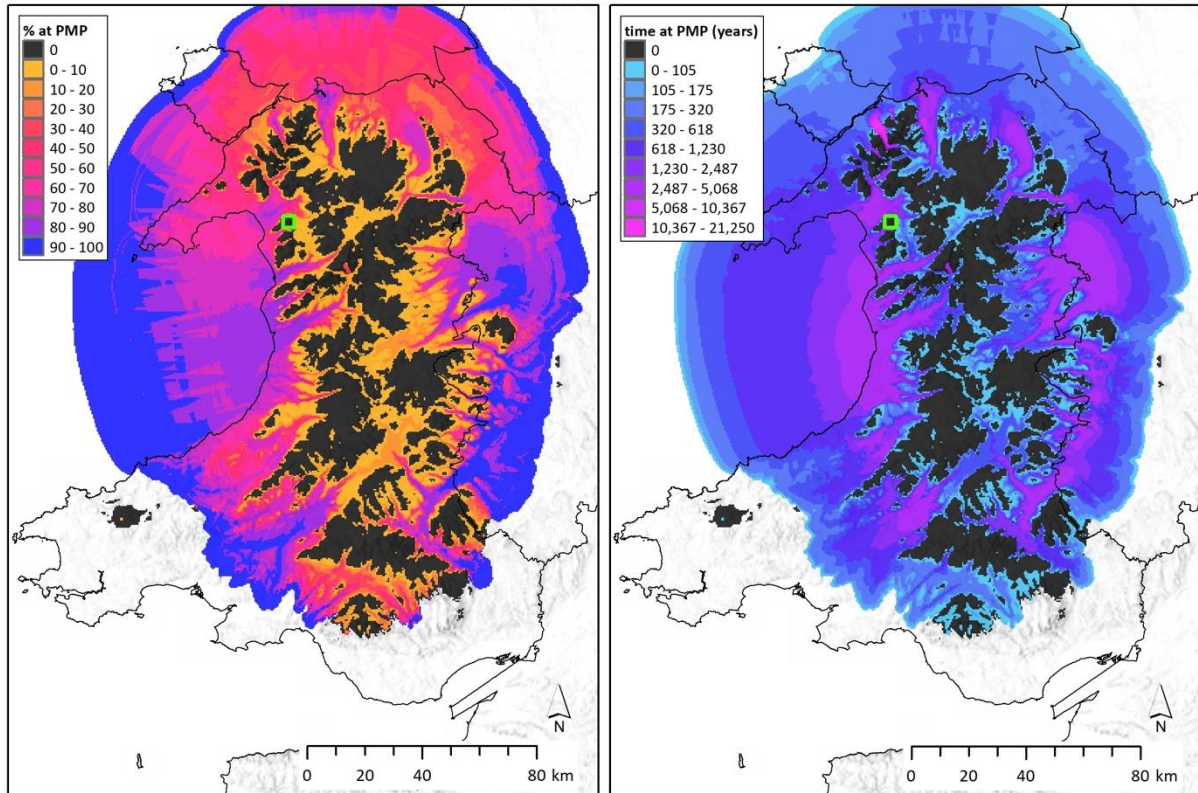 % at PMP
0
0 - 10
10 - 20
20 - 30
30 - 40
40 - 50
50 - 60
60 - 70
70 - 80
80 - 90
90 - 100
N
0 20 40 80 km
time at PMP (years)
0
0 - 105
105 - 175
175 - 320
320 - 618
618 - 1,230
1,230 - 2,487
2,487 - 5,068
5,068 - 10,367
10,367 - 21,250
N
0 20 40 80 km